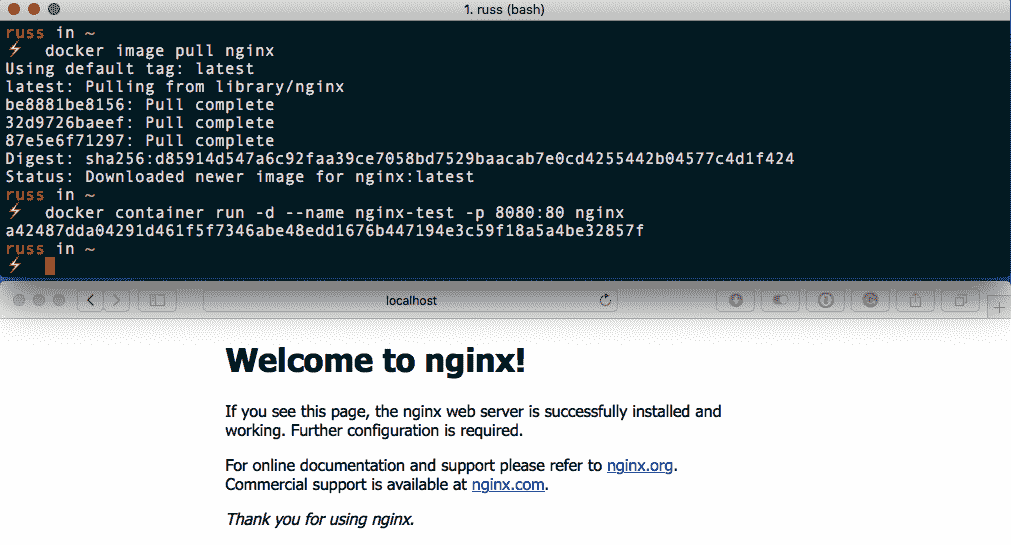 1. russ (bash)
russ in ~
⚡ docker image pull nginx
Using default tag: latest
latest: Pulling from library/nginx
be8881be8156: Pull complete
32d9726baeef: Pull complete
87e5e6f71297: Pull complete
Digest: sha256:d85914d547a6c92faa39ce7058bd7529baacab7e0cd4255442b04577c4d1f424
Status: Downloaded newer image for nginx:latest
russ in ~
⚡ docker container run -d --name nginx-test -p 8080:80 nginx
a42487dda04291d461f5f7346abe48edd1676b447194e3c59f18a5a4be32857f
russ in ~
⚡
localhost
Welcome to nginx!
If you see this page, the nginx web server is successfully installed and
working. Further configuration is required.
For online documentation and support please refer to nginx.org.
Commercial support is available at nginx.com.
Thank you for using nginx.